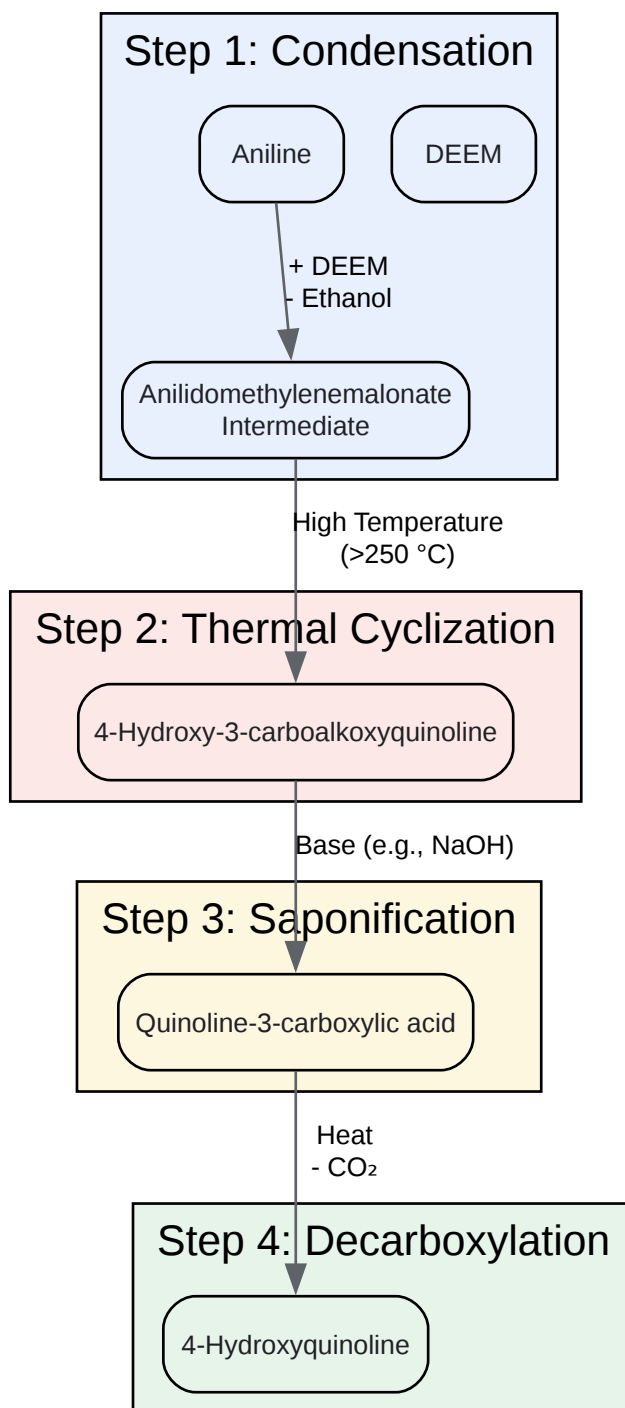 Step 1: Condensation
Aniline
DEEM
+ DEEM
- Ethanol
Anilidomethylenemalonate
Intermediate
High Temperature
(>250 °C)
Step 2: Thermal Cyclization
4-Hydroxy-3-carboalkoxyquinoline
Base (e.g., NaOH)
Step 3: Saponification
Quinoline-3-carboxylic acid
Heat
- CO₂
Step 4: Decarboxylation
4-Hydroxyquinoline